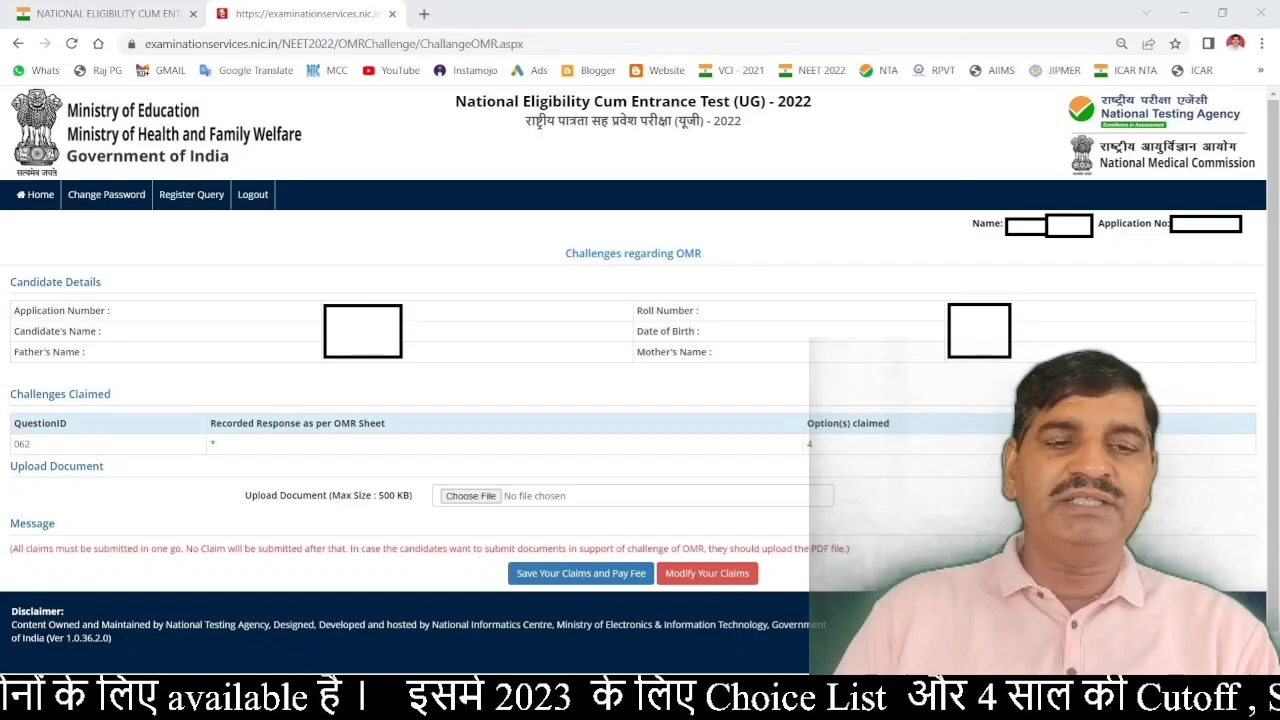 NATIONAL ELIGIBILITY CUM ENT
https://examinationservices.nic.in
examinationservices.nic.in/NEET2022/OMRChallenge/ChallangeOMR.aspx
Whats Raj PG GMAIL Google Translate MCC YouTube Instamojo Ads Blogger Website VCI - 2021 NEET 2022 NTA RPVT AIIMS JIPMER ICAR NTA ICAR »
सत्यमेव जयते
Ministry of Education
Ministry of Health and Family Welfare
Government of India
National Eligibility Cum Entrance Test (UG) - 2022
राष्ट्रीय पात्रता सह प्रवेश परीक्षा (यूजी) - 2022
राष्ट्रीय परीक्षा एजेंसी
National Testing Agency
Excellence in Assessment
राष्ट्रीय आयुर्विज्ञान आयोग
National Medical Commission
Home Change Password Register Query Logout
Name: Application No:
Challenges regarding OMR
Candidate Details
Application Number : Roll Number :
Candidate's Name : Date of Birth :
Father's Name : Mother's Name :
Challenges Claimed
QuestionID Recorded Response as per OMR Sheet Option(s) claimed
062 * 4
Upload Document
Upload Document (Max Size : 500 KB) Choose File No file chosen
Message
(All claims must be submitted in one go. No Claim will be submitted after that. In case the candidates want to submit documents in support of challenge of OMR, they should upload the PDF file.)
Save Your Claims and Pay Fee Modify Your Claims
Disclaimer:
Content Owned and Maintained by National Testing Agency, Designed, Developed and hosted by National Informatics Centre, Ministry of Electronics & Information Technology, Government
of India (Ver 1.0.36.2.0)
नों के लिए available है । इसमे 2023 के लिए Choice List और 4 साल की Cutoff , S